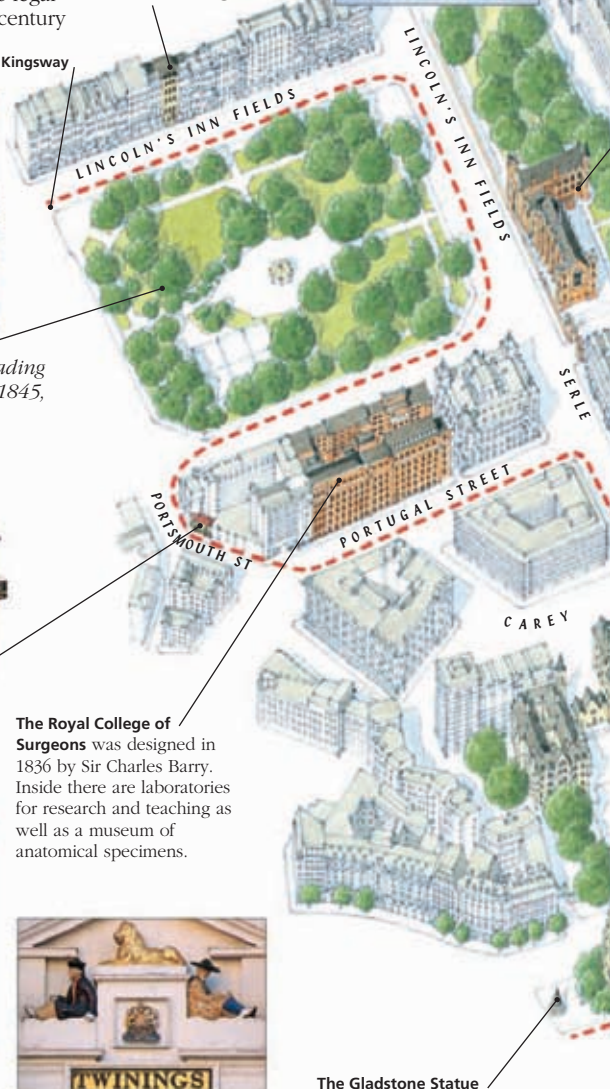 century
Kingsway
LINCOLN'S INN FIELDS
LINCOLN'S INN FIELDS
1845,
SERLE
PORTUGAL STREET
PORTSMOUTH ST
CAREY
The Royal College of
Surgeons was designed in
1836 by Sir Charles Barry.
Inside there are laboratories
for research and teaching as
well as a museum of
anatomical specimens.
TWININGS
The Gladstone Statue